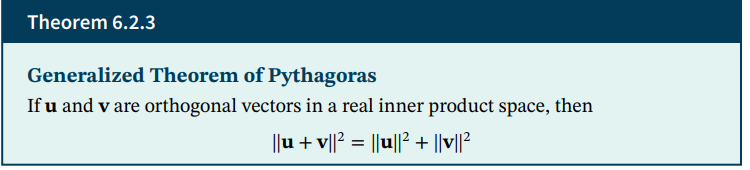 Theorem 6.2.3
Generalized Theorem of Pythagoras
If u and v are orthogonal vectors in a real inner product space, then
||u + v||² = ||u||² + ||v||²